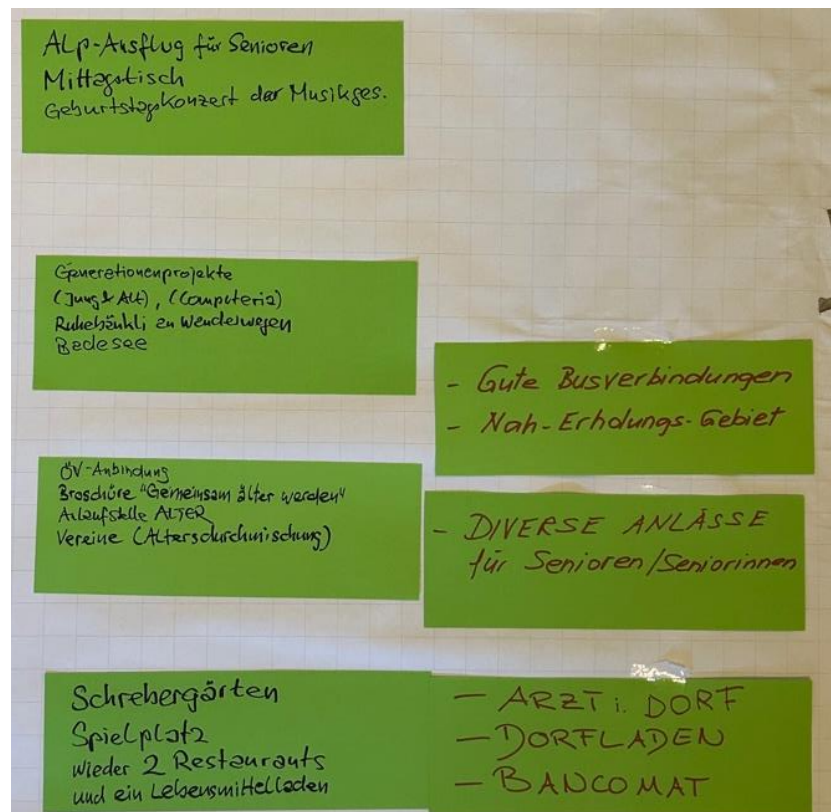 Alp-Ausflug für Senioren
Mittagstisch
Geburtstagskonzert der Musikges.
Generationenprojekte
(Jung & Alt), (Computeria)
Ruhebänkli an Wanderwegen
Badesee
ÖV-Anbindung
Broschüre "Gemeinsam älter werden"
Anlaufstelle ALTER
Vereine (Altersdurchmischung)
Schrebergärten
Spielplatz
wieder 2 Restaurants
und ein Lebensmittelladen
- Gute Busverbindungen
- Nah-Erholungs-Gebiet
- DIVERSE ANLÄSSE
für Senioren/Seniorinnen
- ARZT i. DORF
- DORFLADEN
- BANCOMAT